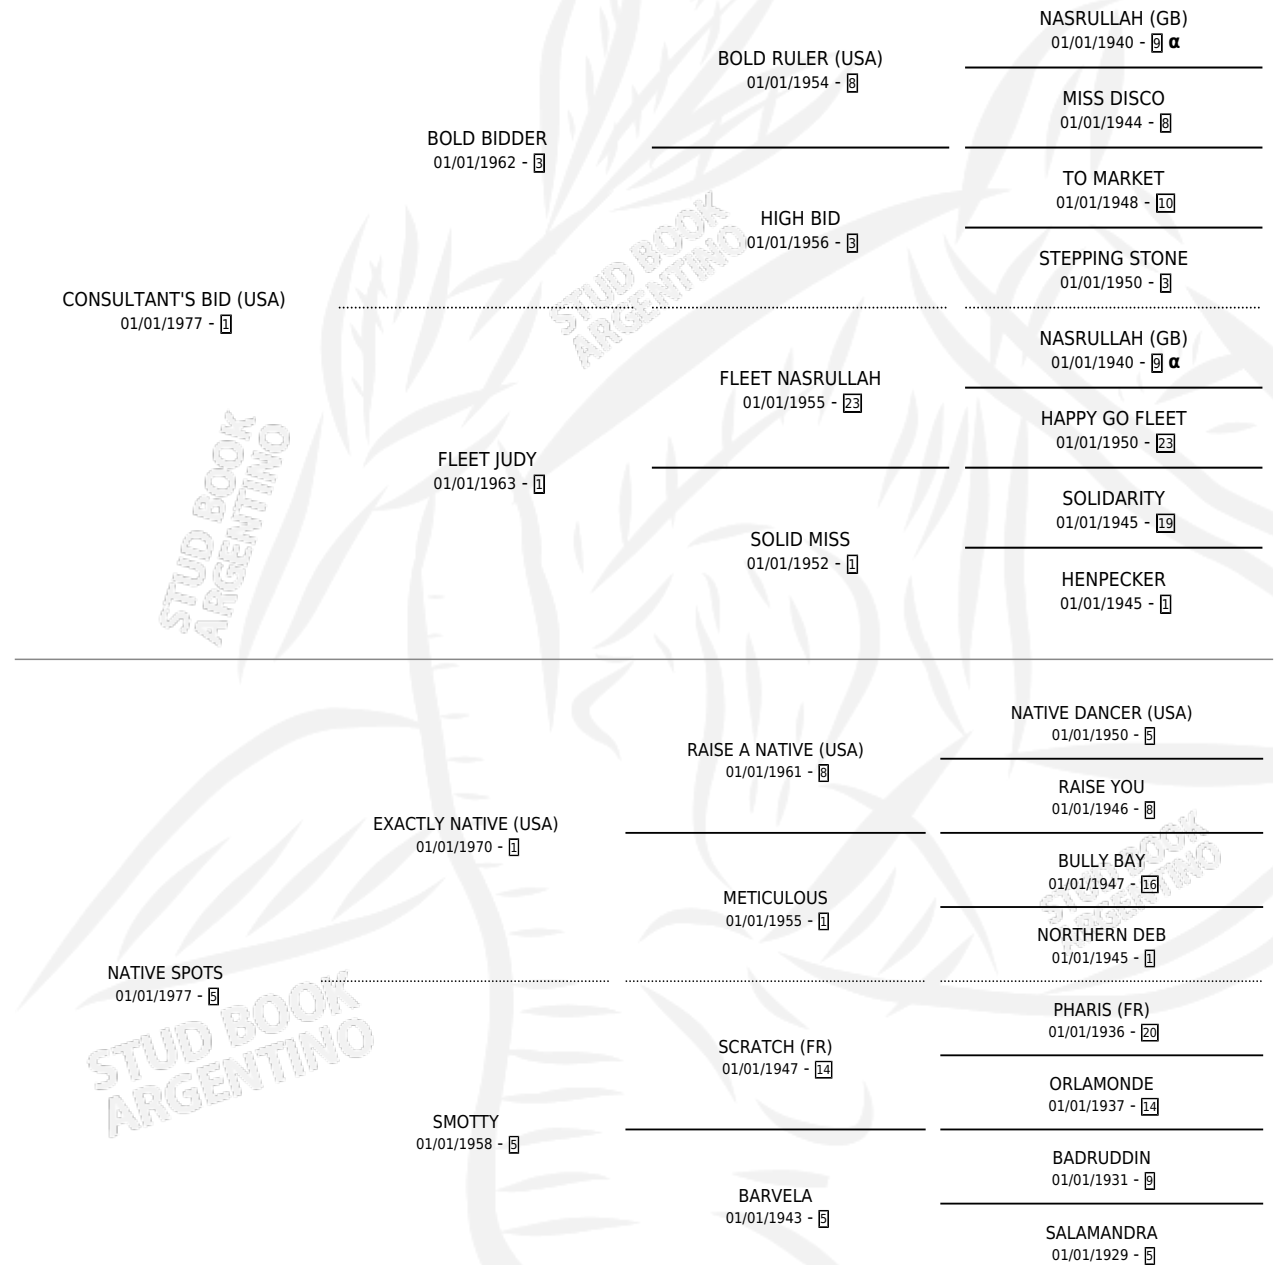 NASRULLAH (GB)
01/01/1940 - 9 α
BOLD RULER (USA)
01/01/1954 - 8
MISS DISCO
01/01/1944 - 8
BOLD BIDDER
01/01/1962 - 3
TO MARKET
01/01/1948 - 10
HIGH BID
01/01/1956 - 3
STEPPING STONE
01/01/1950 - 3
CONSULTANT'S BID (USA)
01/01/1977 - 1
NASRULLAH (GB)
01/01/1940 - 9 α
FLEET NASRULLAH
01/01/1955 - 23
HAPPY GO FLEET
01/01/1950 - 23
FLEET JUDY
01/01/1963 - 1
SOLIDARITY
01/01/1945 - 19
SOLID MISS
01/01/1952 - 1
HENPECKER
01/01/1945 - 1
NATIVE DANCER (USA)
01/01/1950 - 5
RAISE A NATIVE (USA)
01/01/1961 - 8
RAISE YOU
01/01/1946 - 8
EXACTLY NATIVE (USA)
01/01/1970 - 1
BULLY BAY
01/01/1947 - 16
METICULOUS
01/01/1955 - 1
NORTHERN DEB
01/01/1945 - 1
NATIVE SPOTS
01/01/1977 - 5
PHARIS (FR)
01/01/1936 - 20
SCRATCH (FR)
01/01/1947 - 14
ORLAMONDE
01/01/1937 - 14
SMOTTY
01/01/1958 - 5
BADRUDDIN
01/01/1931 - 9
BARVELA
01/01/1943 - 5
SALAMANDRA
01/01/1929 - 5
STUD BOOK
ARGENTINO
STUD BOOK
ARGENTINO
STUD BOOK
ARGENTINO
STUD BOOK
ARGENTINO